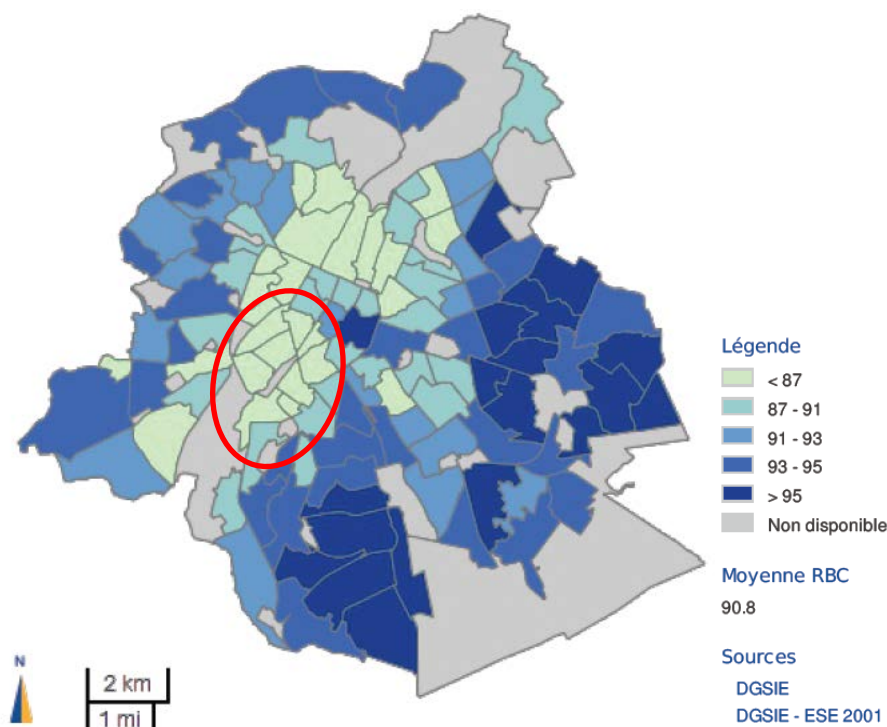 Légende
< 87
87 - 91
91 - 93
93 - 95
> 95
Non disponible
Moyenne RBC
90.8
Sources
DGSIE
DGSIE - ESE 2001
N
2 km
1 mi